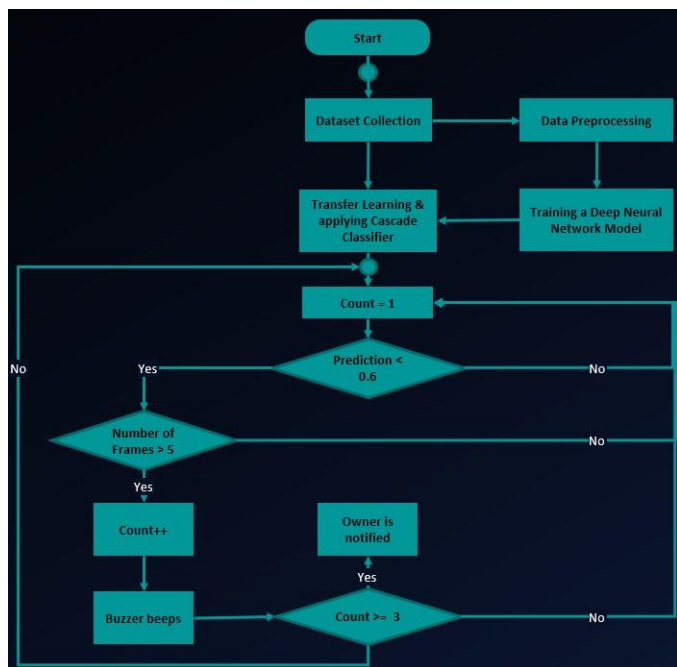 Start
Dataset Collection
Data Preprocessing
Transfer Learning &
applying Cascade
Classifier
Training a Deep Neural
Network Model
Count = 1
Prediction <
0.6
No
Yes
No
Number of
Frames > 5
No
Yes
Count++
Owner is
notified
Yes
Buzzer beeps
Count >= 3
No